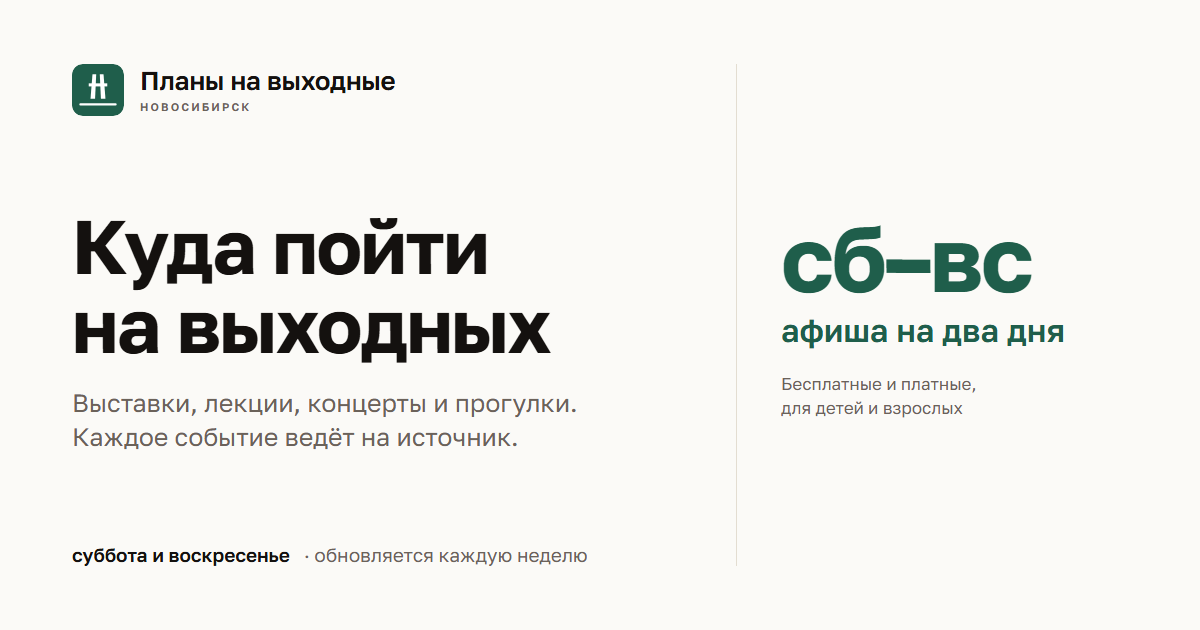 Планы на выходные
НОВОСИБИРСК
Куда пойти
на выходных
Выставки, лекции, концерты и прогулки.
Каждое событие ведёт на источник.
суббота и воскресенье · обновляется каждую неделю
сб–вс
афиша на два дня
Бесплатные и платные,
для детей и взрослых